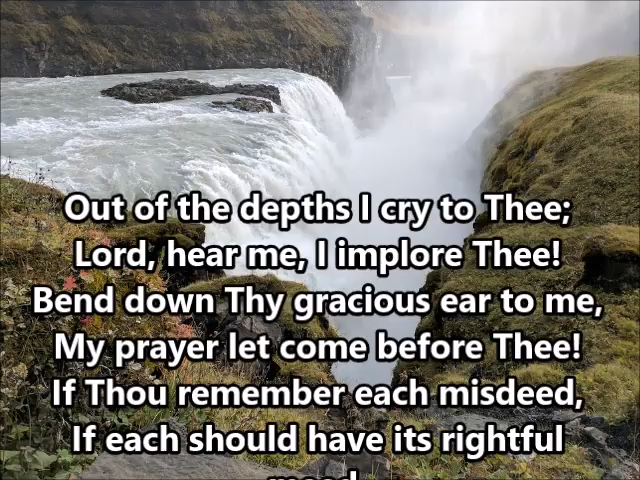 Out of the depths I cry to Thee;
Lord, hear me, I implore Thee!
Bend down Thy gracious ear to me,
My prayer let come before Thee!
If Thou remember each misdeed,
If each should have its rightful